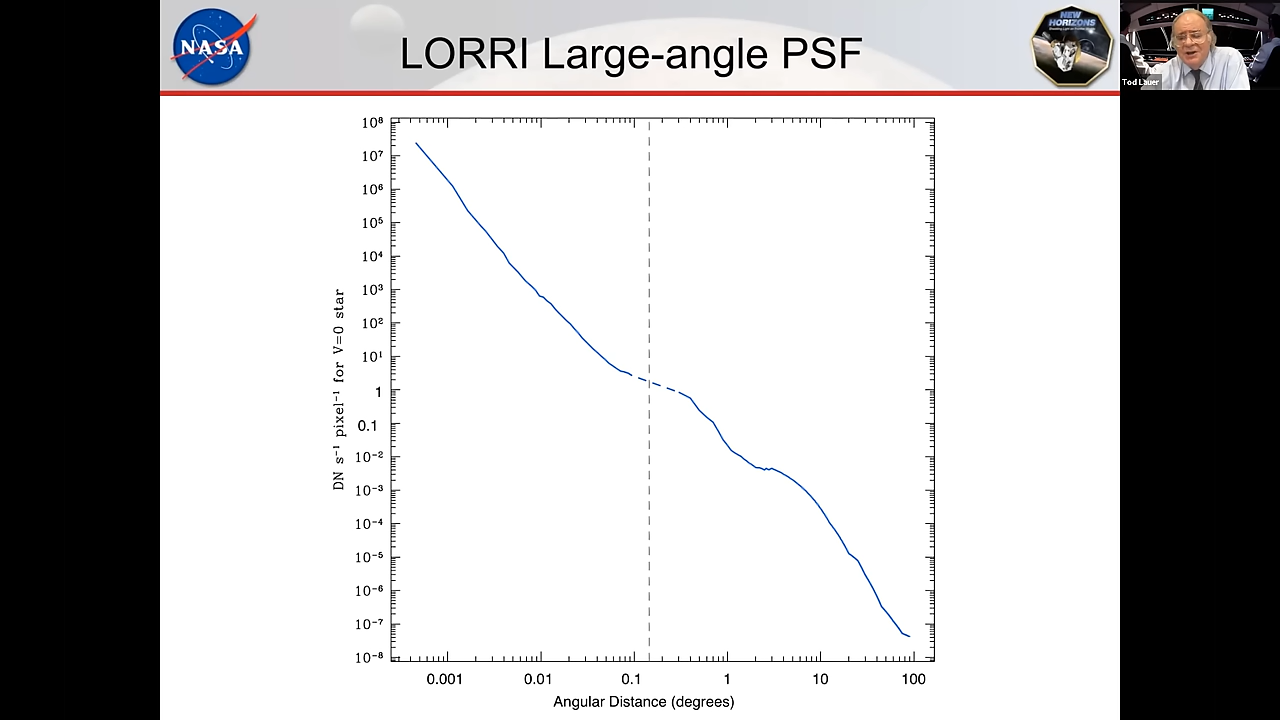 NASA
LORRI Large-angle PSF
NEW
HORIZONS
Tod Lauer
10⁸
10⁷
10⁶
10⁵
10⁴
10³
10²
10¹
1
0.1
10⁻²
10⁻³
10⁻⁴
10⁻⁵
10⁻⁶
10⁻⁷
10⁻⁸
DN s⁻¹ pixel⁻¹ for V=0 star
0.001 0.01 0.1 1 10 100
Angular Distance (degrees)